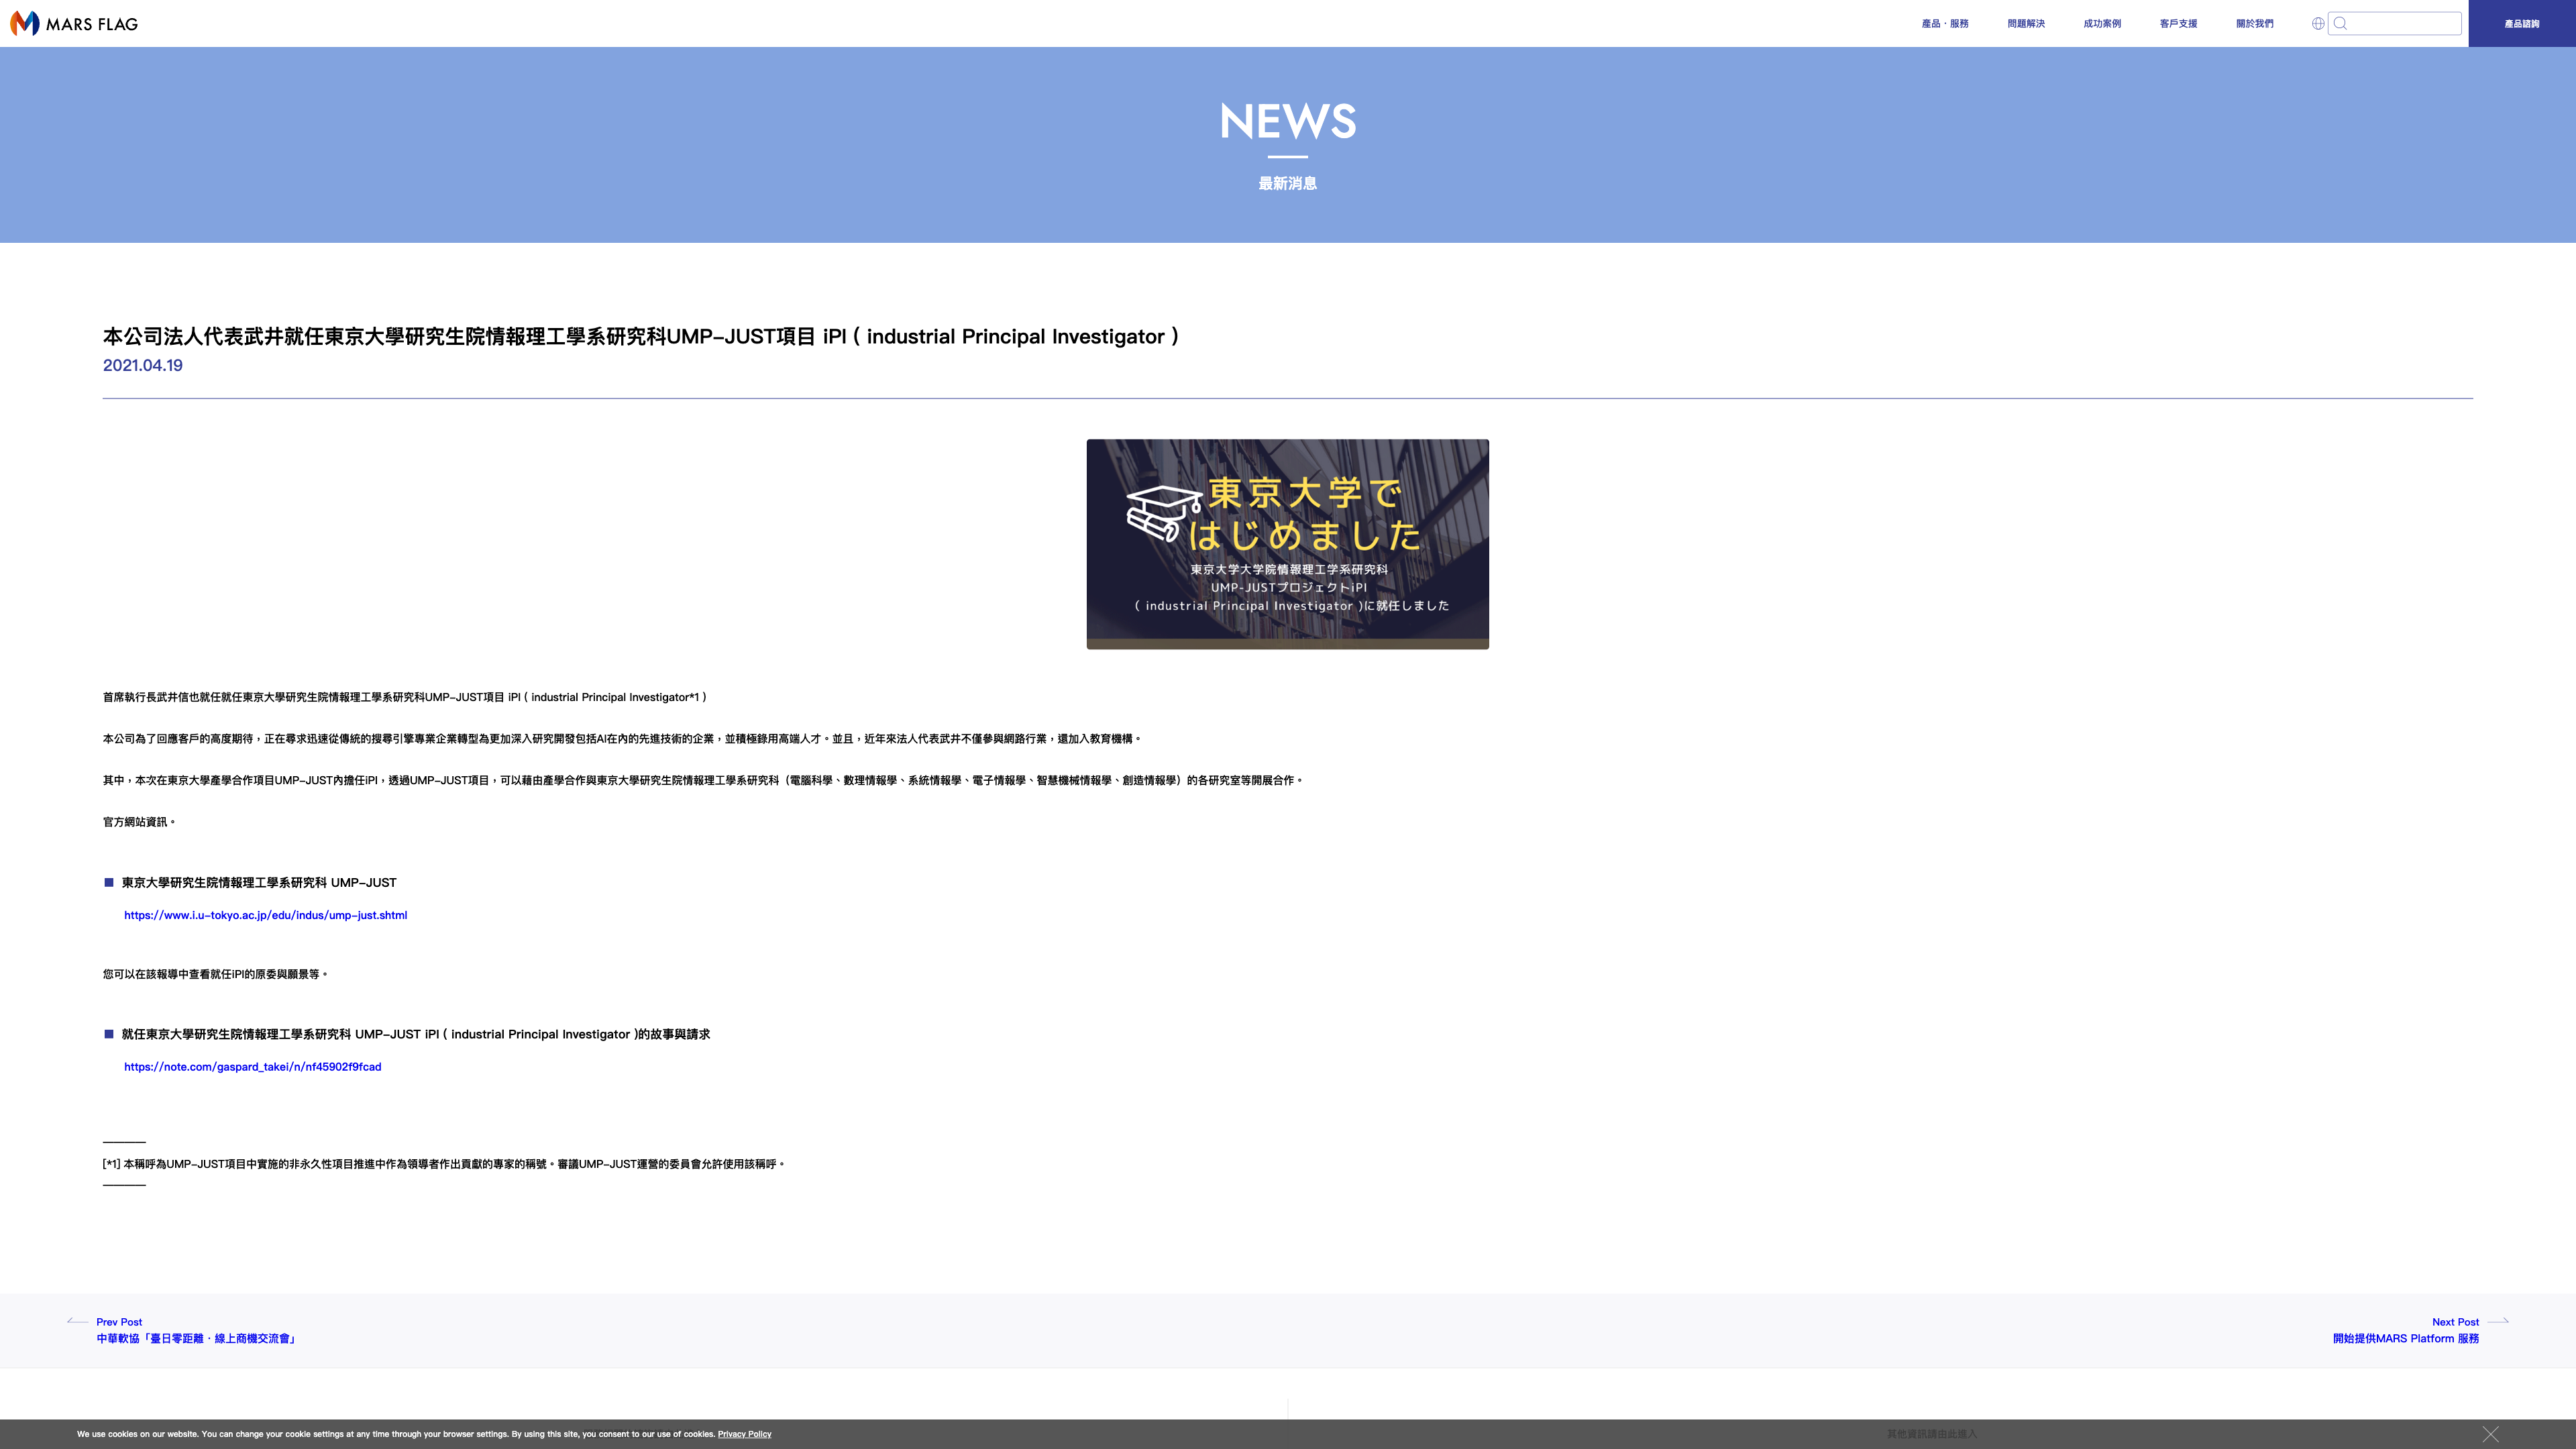 MARS FLAG
產品・服務
問題解決
成功案例
客戶支援
關於我們
產品諮詢
NEWS
最新消息
本公司法人代表武井就任東京大學研究生院情報理工學系研究科UMP-JUST項目 iPI ( industrial Principal Investigator )
2021.04.19
東京大学で
はじめました
東京大学大学院情報理工学系研究科
UMP-JUSTプロジェクトiPI
( industrial Principal Investigator )に就任しました
首席執行長武井信也就任就任東京大學研究生院情報理工學系研究科UMP-JUST項目 iPI ( industrial Principal Investigator*1 )
本公司為了回應客戶的高度期待，正在尋求迅速從傳統的搜尋引擎專業企業轉型為更加深入研究開發包括AI在內的先進技術的企業，並積極錄用高端人才。並且，近年來法人代表武井不僅參與網路行業，還加入教育機構。
其中，本次在東京大學產學合作項目UMP-JUST內擔任iPI，透過UMP-JUST項目，可以藉由產學合作與東京大學研究生院情報理工學系研究科（電腦科學、數理情報學、系統情報學、電子情報學、智慧機械情報學、創造情報學）的各研究室等開展合作。
官方網站資訊。
■ 東京大學研究生院情報理工學系研究科 UMP-JUST
https://www.i.u-tokyo.ac.jp/edu/indus/ump-just.shtml
您可以在該報導中查看就任iPI的原委與願景等。
■ 就任東京大學研究生院情報理工學系研究科 UMP-JUST iPI ( industrial Principal Investigator )的故事與請求
https://note.com/gaspard_takei/n/nf45902f9fcad
————
[*1] 本稱呼為UMP-JUST項目中實施的非永久性項目推進中作為領導者作出貢獻的專家的稱號。審議UMP-JUST運營的委員會允許使用該稱呼。
————
Prev Post
中華軟協「臺日零距離・線上商機交流會」
Next Post
開始提供MARS Platform 服務
We use cookies on our website. You can change your cookie settings at any time through your browser settings. By using this site, you consent to our use of cookies. Privacy Policy
其他資訊請由此進入